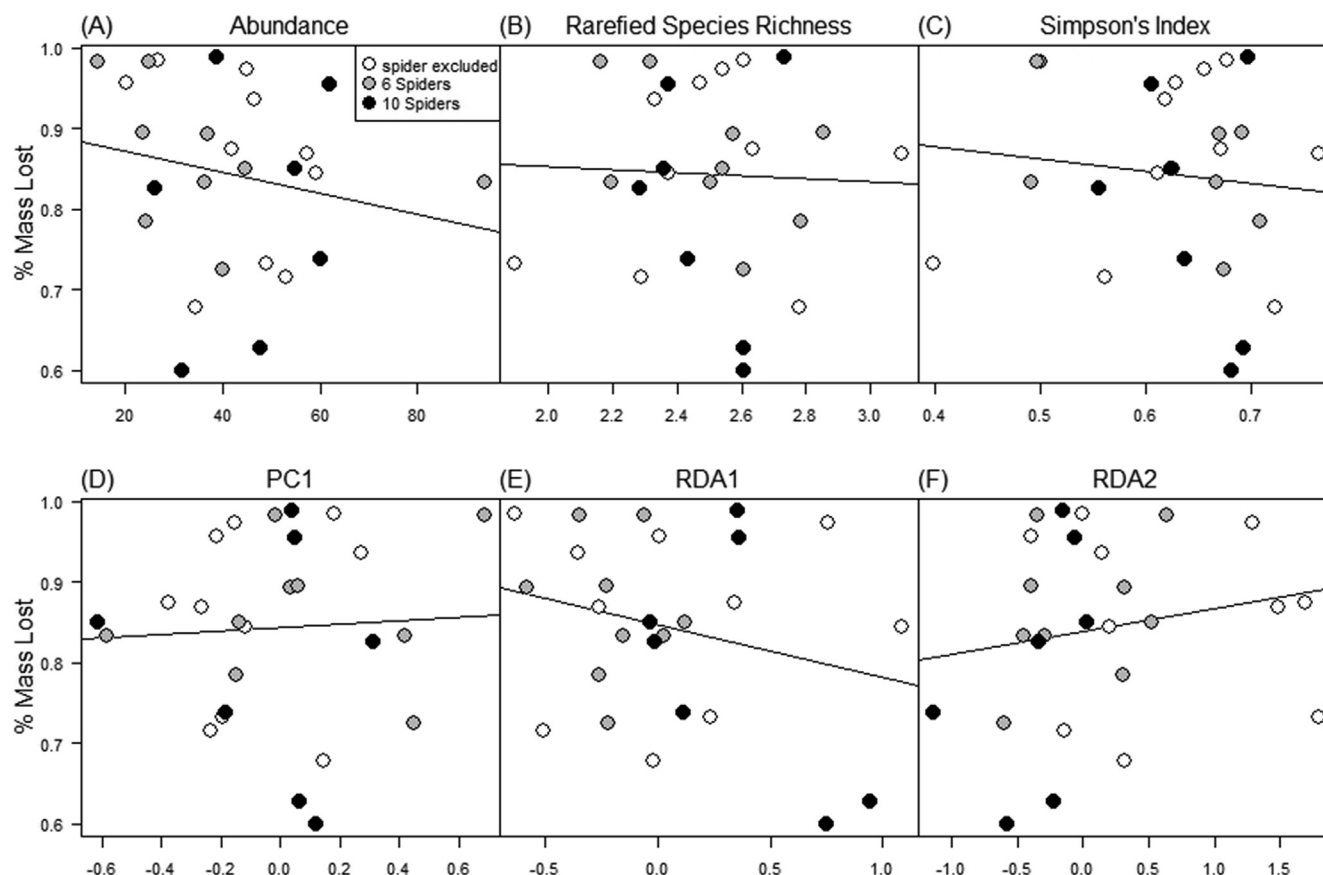 (A) Abundance
(B) Rarefied Species Richness
(C) Simpson's Index
spider excluded
6 Spiders
10 Spiders
% Mass Lost
1.0
0.9
0.8
0.7
0.6
20 40 60 80
2.0 2.2 2.4 2.6 2.8 3.0
0.4 0.5 0.6 0.7
(D) PC1
(E) RDA1
(F) RDA2
% Mass Lost
1.0
0.9
0.8
0.7
0.6
-0.6 -0.4 -0.2 0.0 0.2 0.4 0.6
-0.5 0.0 0.5 1.0
-1.0 -0.5 0.0 0.5 1.0 1.5